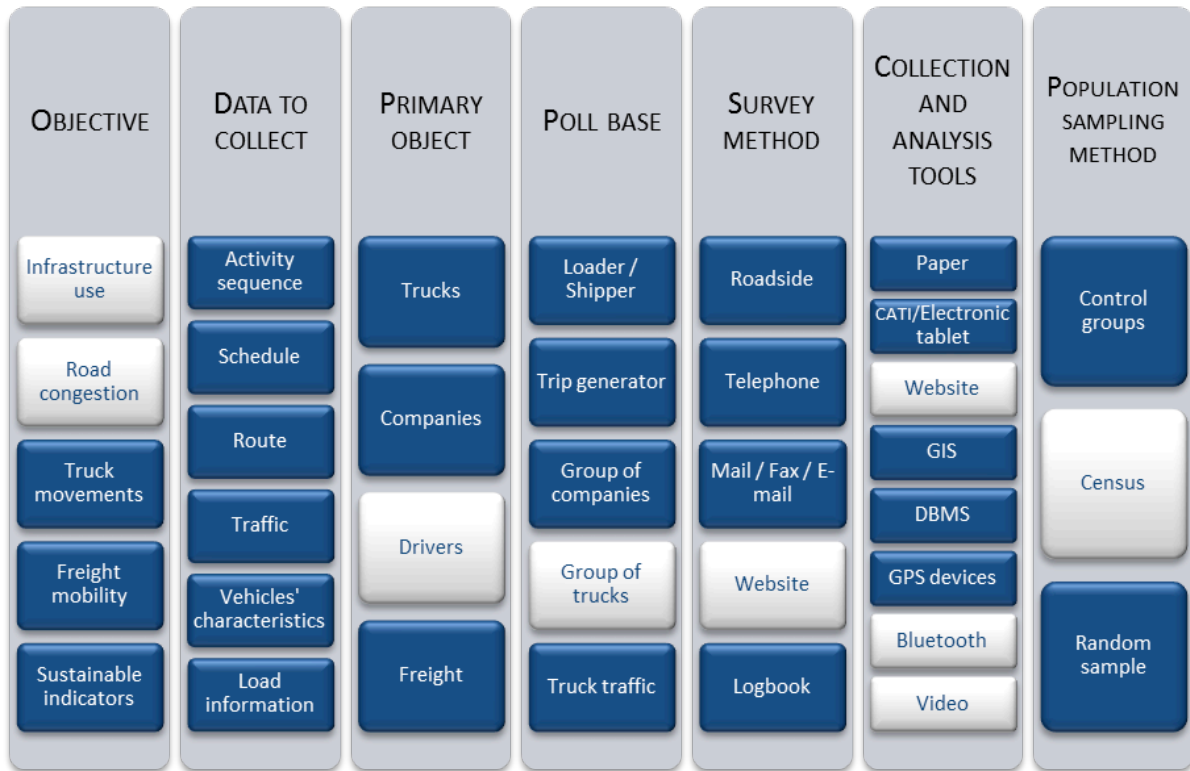 OBJECTIVE
Infrastructure
use
Road
congestion
Truck
movements
Freight
mobility
Sustainable
indicators
DATA TO
COLLECT
Activity
sequence
Schedule
Route
Traffic
Vehicles'
characteristics
Load
information
PRIMARY
OBJECT
Trucks
Companies
Drivers
Freight
POLL BASE
Loader /
Shipper
Trip generator
Group of
companies
Group of
trucks
Truck traffic
SURVEY
METHOD
Roadside
Telephone
Mail / Fax / E-
mail
Website
Logbook
COLLECTION
AND
ANALYSIS
TOOLS
Paper
CATI/Electronic
tablet
Website
GIS
DBMS
GPS devices
Bluetooth
Video
POPULATION
SAMPLING
METHOD
Control
groups
Census
Random
sample